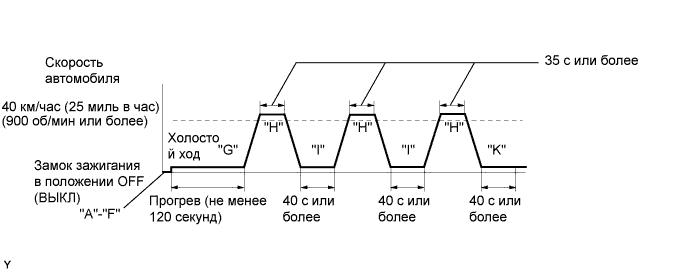 35 с или более
Скорость
автомобиля
40 км/час (25 миль в час)
(900 об/мин или более)
"H"
"H"
"H"
Холосто
й ход
"G"
"I"
"I"
"K"
Замок зажигания
в положении OFF
(ВЫКЛ)
"A"-"F"
Прогрев (не менее
120 секунд)
40 с или
более
40 с или
более
40 с или
более
Y